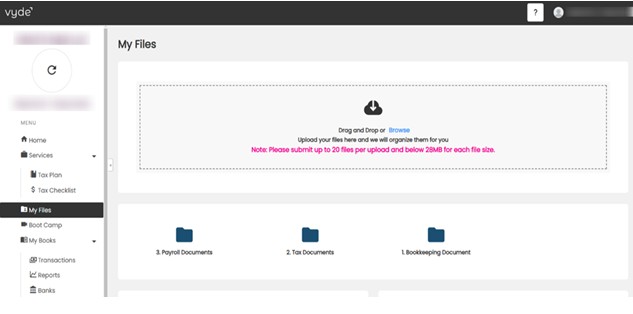 vyde
?
My Files
MENU
Home
Services
Tax Plan
$ Tax Checklist
My Files
Boot Camp
My Books
Transactions
Reports
Banks
Drag and Drop or Browse
Upload your files here and we will organize them for you
Note: Please submit up to 20 files per upload and below 28MB for each file size.
3. Payroll Documents
2. Tax Documents
1. Bookkeeping Document